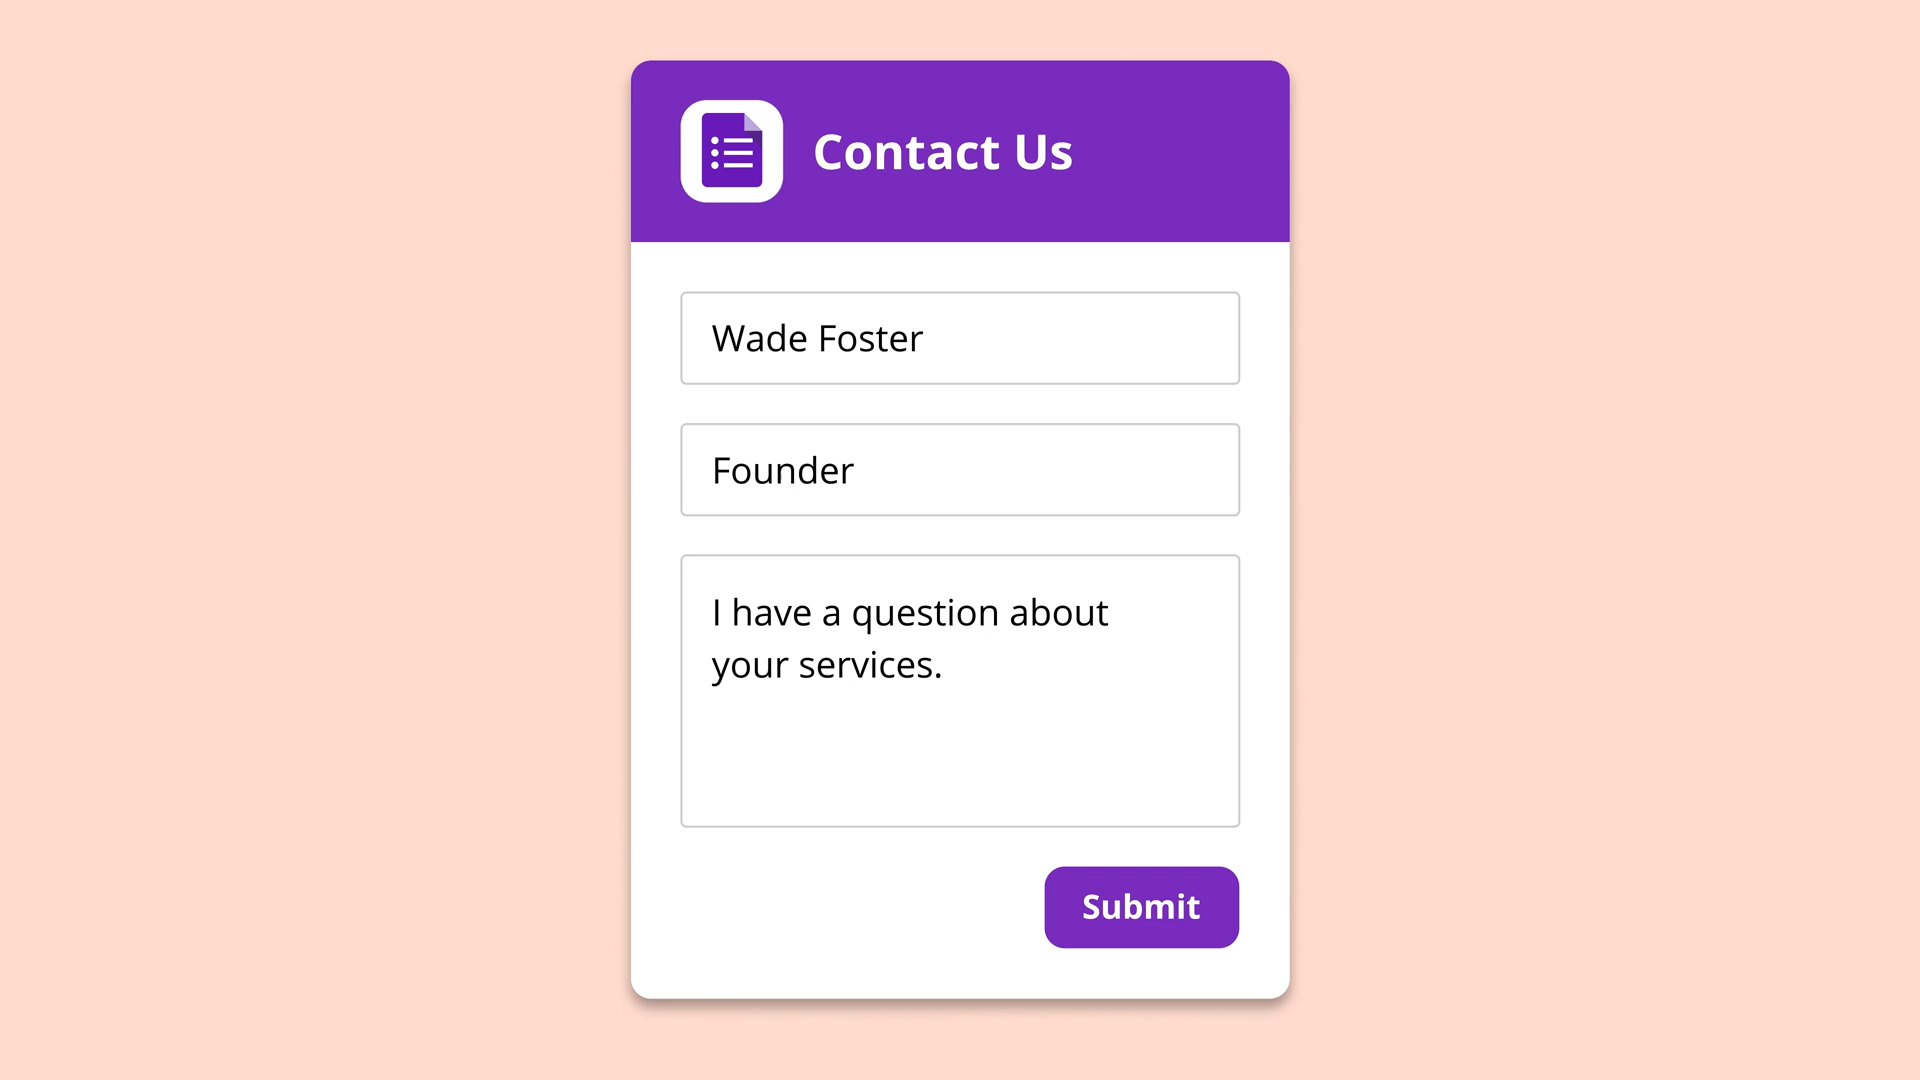 Contact Us
Wade Foster
Founder
I have a question about
your services.
Submit